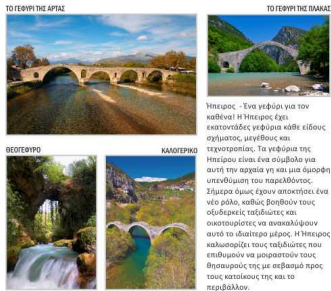 ΤΟ ΓΕΦΥΡΙ ΤΗΣ ΑΡΤΑΣ
ΤΟ ΓΕΦΥΡΙ ΤΗΣ ΠΛΑΚΑΣ
ΘΕΟΓΕΦΥΡΟ
ΚΑΛΟΓΕΡΙΚΟ
Ήπειρος - Ένα γεφύρι για τον
καθένα! Η Ήπειρος έχει
εκατοντάδες γεφύρια κάθε είδους
σχήματος, μεγέθους και
τεχνοτροπίας. Τα γεφύρια της
Ηπείρου είναι ένα σύμβολο για
αυτή την αρχαία γη και μια όμορφη
υπενθύμιση του παρελθόντος.
Σήμερα όμως έχουν αποκτήσει ένα
νέο ρόλο, καθώς βοηθούν τους
οξυδερκείς ταξιδιώτες και
οικοτουρίστες να ανακαλύψουν
αυτό το ιδιαίτερο μέρος. Η Ήπειρος
καλωσορίζει τους ταξιδιώτες που
επιθυμούν να μοιραστούν τους
θησαυρούς της με σεβασμό προς
τους κατοίκους της και το
περιβάλλον.